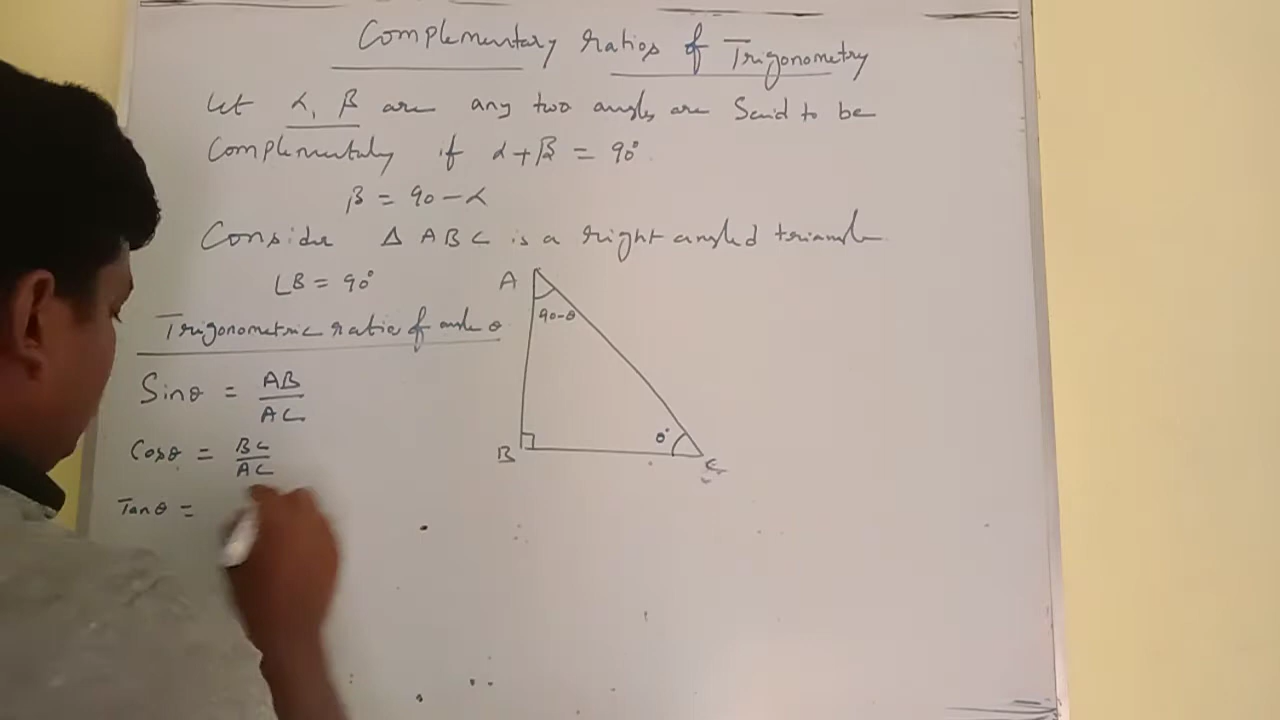 Complementary ratios of Trigonometry
Let α, β are any two angles are Said to be
Complementary if α+β = 90°
β = 90-α
Consider Δ ABC is a right angled triangle
∠B = 90°
Trigonometric ratio of angle θ
Sinθ = AB/AC
Cosθ = BC/AC
Tanθ =
A
90-θ
B
θ°
C